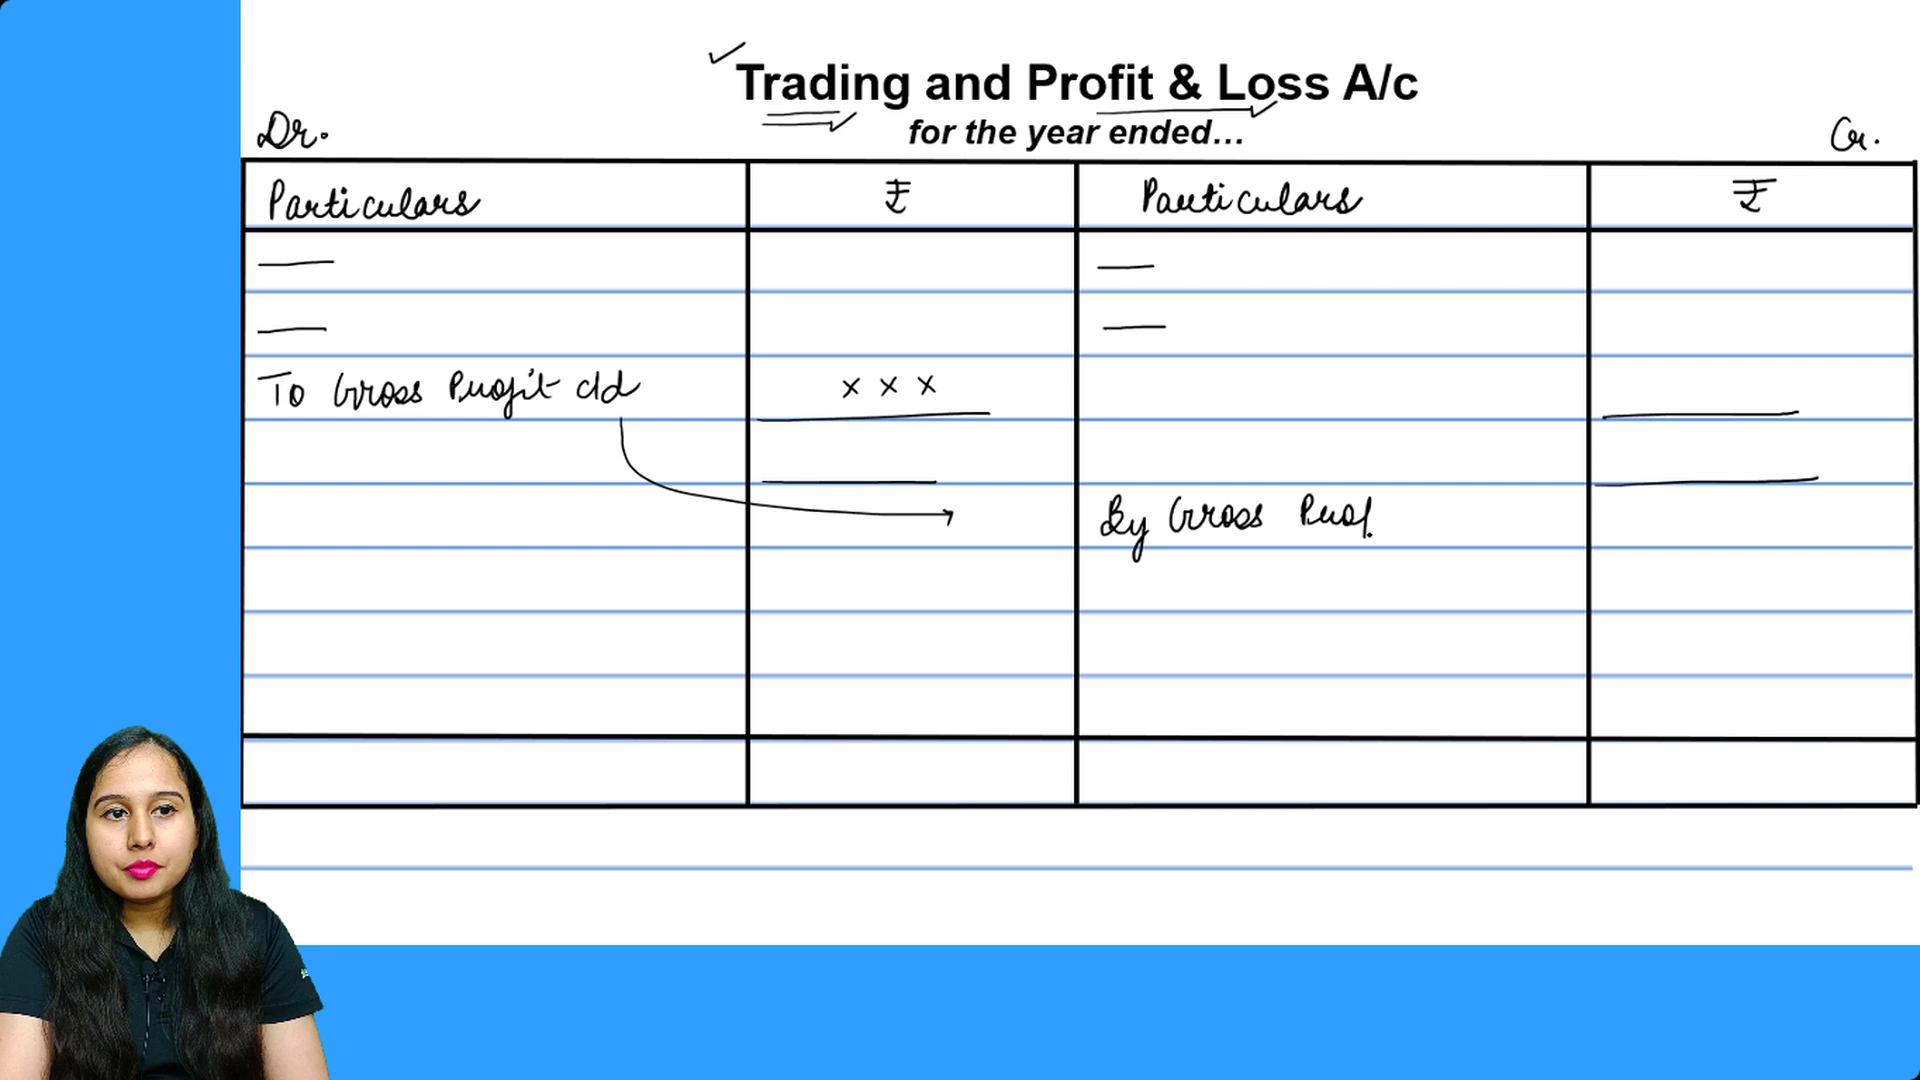 Trading and Profit & Loss A/c
for the year ended...
Dr. Cr.
Particulars ₹ Particulars ₹
To Gross Profit c/d x x x
By Gross Prof.